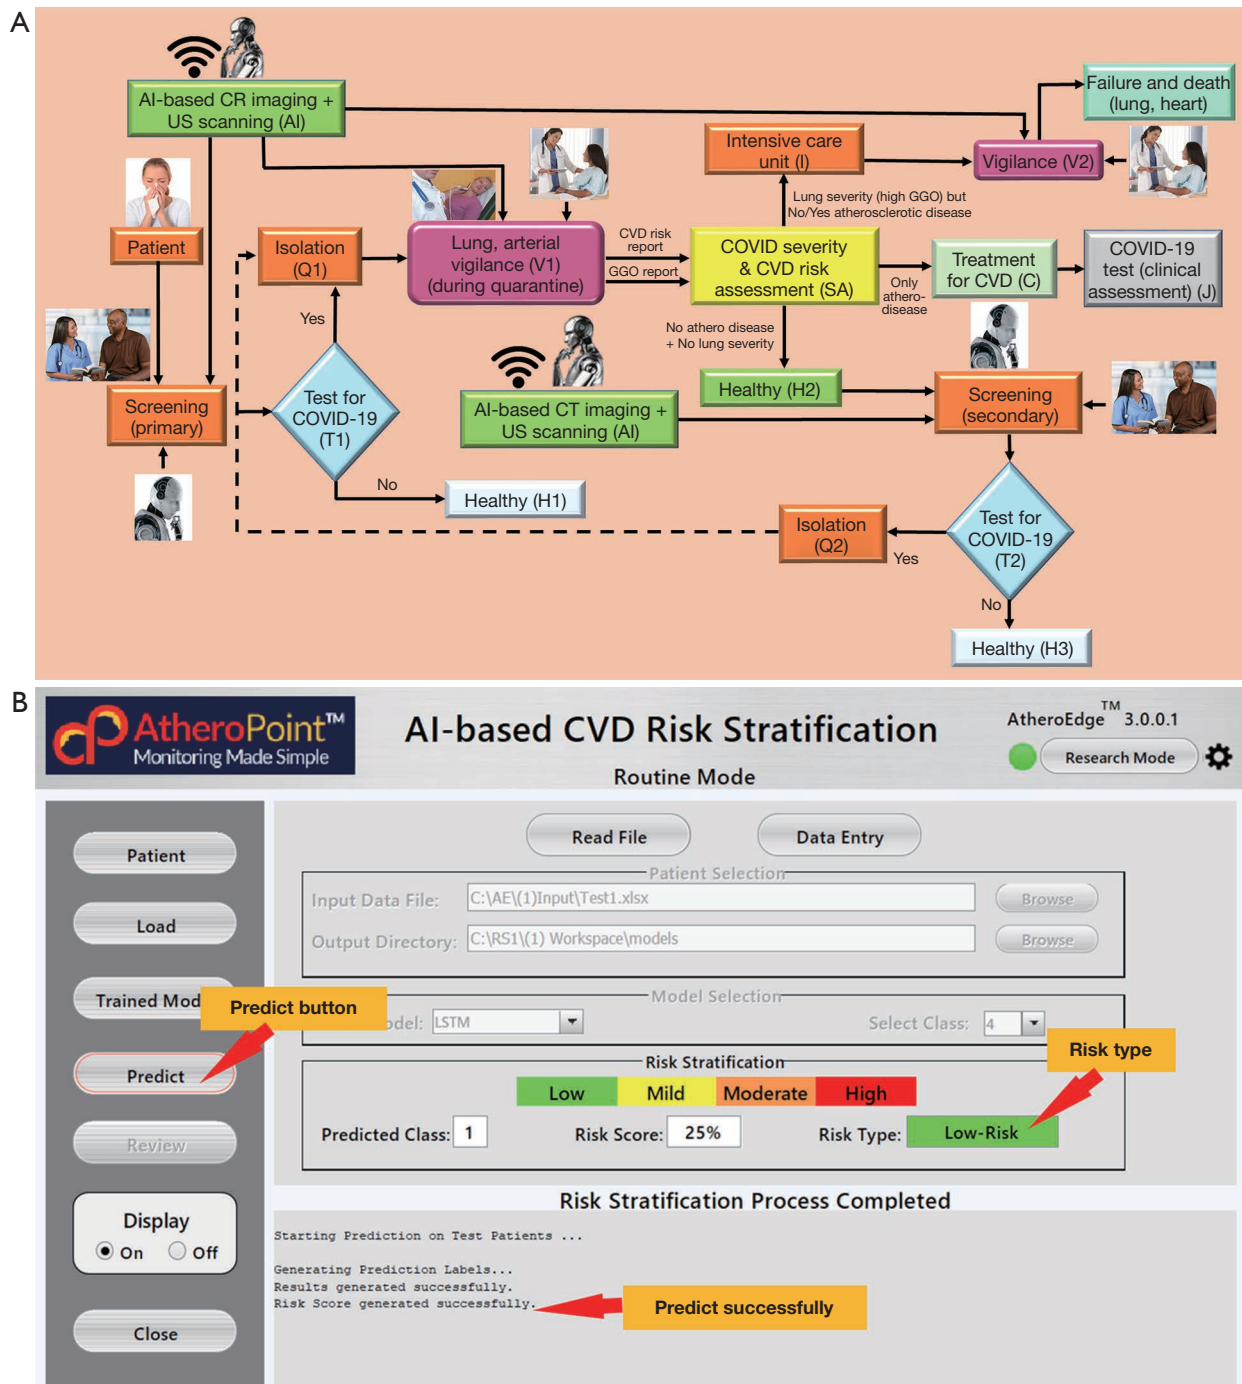 A
AI-based CR imaging +
US scanning (AI)
Failure and death
(lung, heart)
Intensive care
unit (I)
Vigilance (V2)
Lung severity (high GGO) but
No/Yes atherosclerotic disease
Patient
Isolation
(Q1)
Lung, arterial
vigilance (V1)
(during quarantine)
CVD risk
report
GGO report
COVID severity
& CVD risk
assessment (SA)
Only
athero-
disease
Treatment
for CVD (C)
COVID-19
test (clinical
assessment) (J)
Yes
No athero disease
+ No lung severity
Screening
(primary)
Test for
COVID-19
(T1)
AI-based CT imaging +
US scanning (AI)
Healthy (H2)
Screening
(secondary)
No
Healthy (H1)
Isolation
(Q2)
Yes
Test for
COVID-19
(T2)
No
Healthy (H3)
B
AtheroPoint™
Monitoring Made Simple
AI-based CVD Risk Stratification
Routine Mode
AtheroEdge™ 3.0.0.1
Research Mode
Patient
Load
Trained Mod
Predict
Review
Display
On Off
Close
Read File Data Entry
Patient Selection
Input Data File: C:\AE\(1)Input\Test1.xlsx Browse
Output Directory: C:\RS1\(1) Workspace\models Browse
Predict button
Model Selection
odel: LSTM Select Class: 4
Risk type
Risk Stratification
Low Mild Moderate High
Predicted Class: 1 Risk Score: 25% Risk Type: Low-Risk
Risk Stratification Process Completed
Starting Prediction on Test Patients ...
Generating Prediction Labels...
Results generated successfully.
Risk Score generated successfully.
Predict successfully